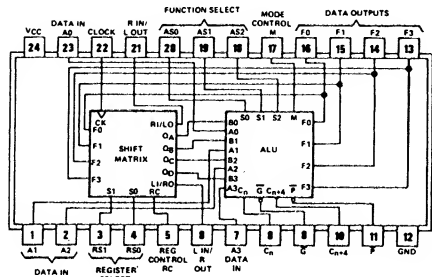 FUNCTION SELECT
MODE CONTROL
DATA OUTPUTS
VCC
DATA IN A0
CLOCK
R IN/ L OUT
AS0
AS1
AS2
M
F0
F1
F2
F3
24 23 22 21 20 19 18 17 16 15 14 13
CK
F0
F1
F2
F3
SHIFT MATRIX
RI/LO
QA
QB
QC
QD
LI/RO
S1 S0 RC
S0 S1 S2 M
B0
A0
B1
A1
B2
A2
B3
A3
ALU
F0
F1
F2
F3
Cn G Cn+4 P
1 2 3 4 5 6 7 8 9 10 11 12
A1
A2
RS1
RS0
REG CONTROL RC
L IN/ R OUT
A3 DATA IN
Cn
G
Cn+4
P
GND
DATA IN
REGISTER